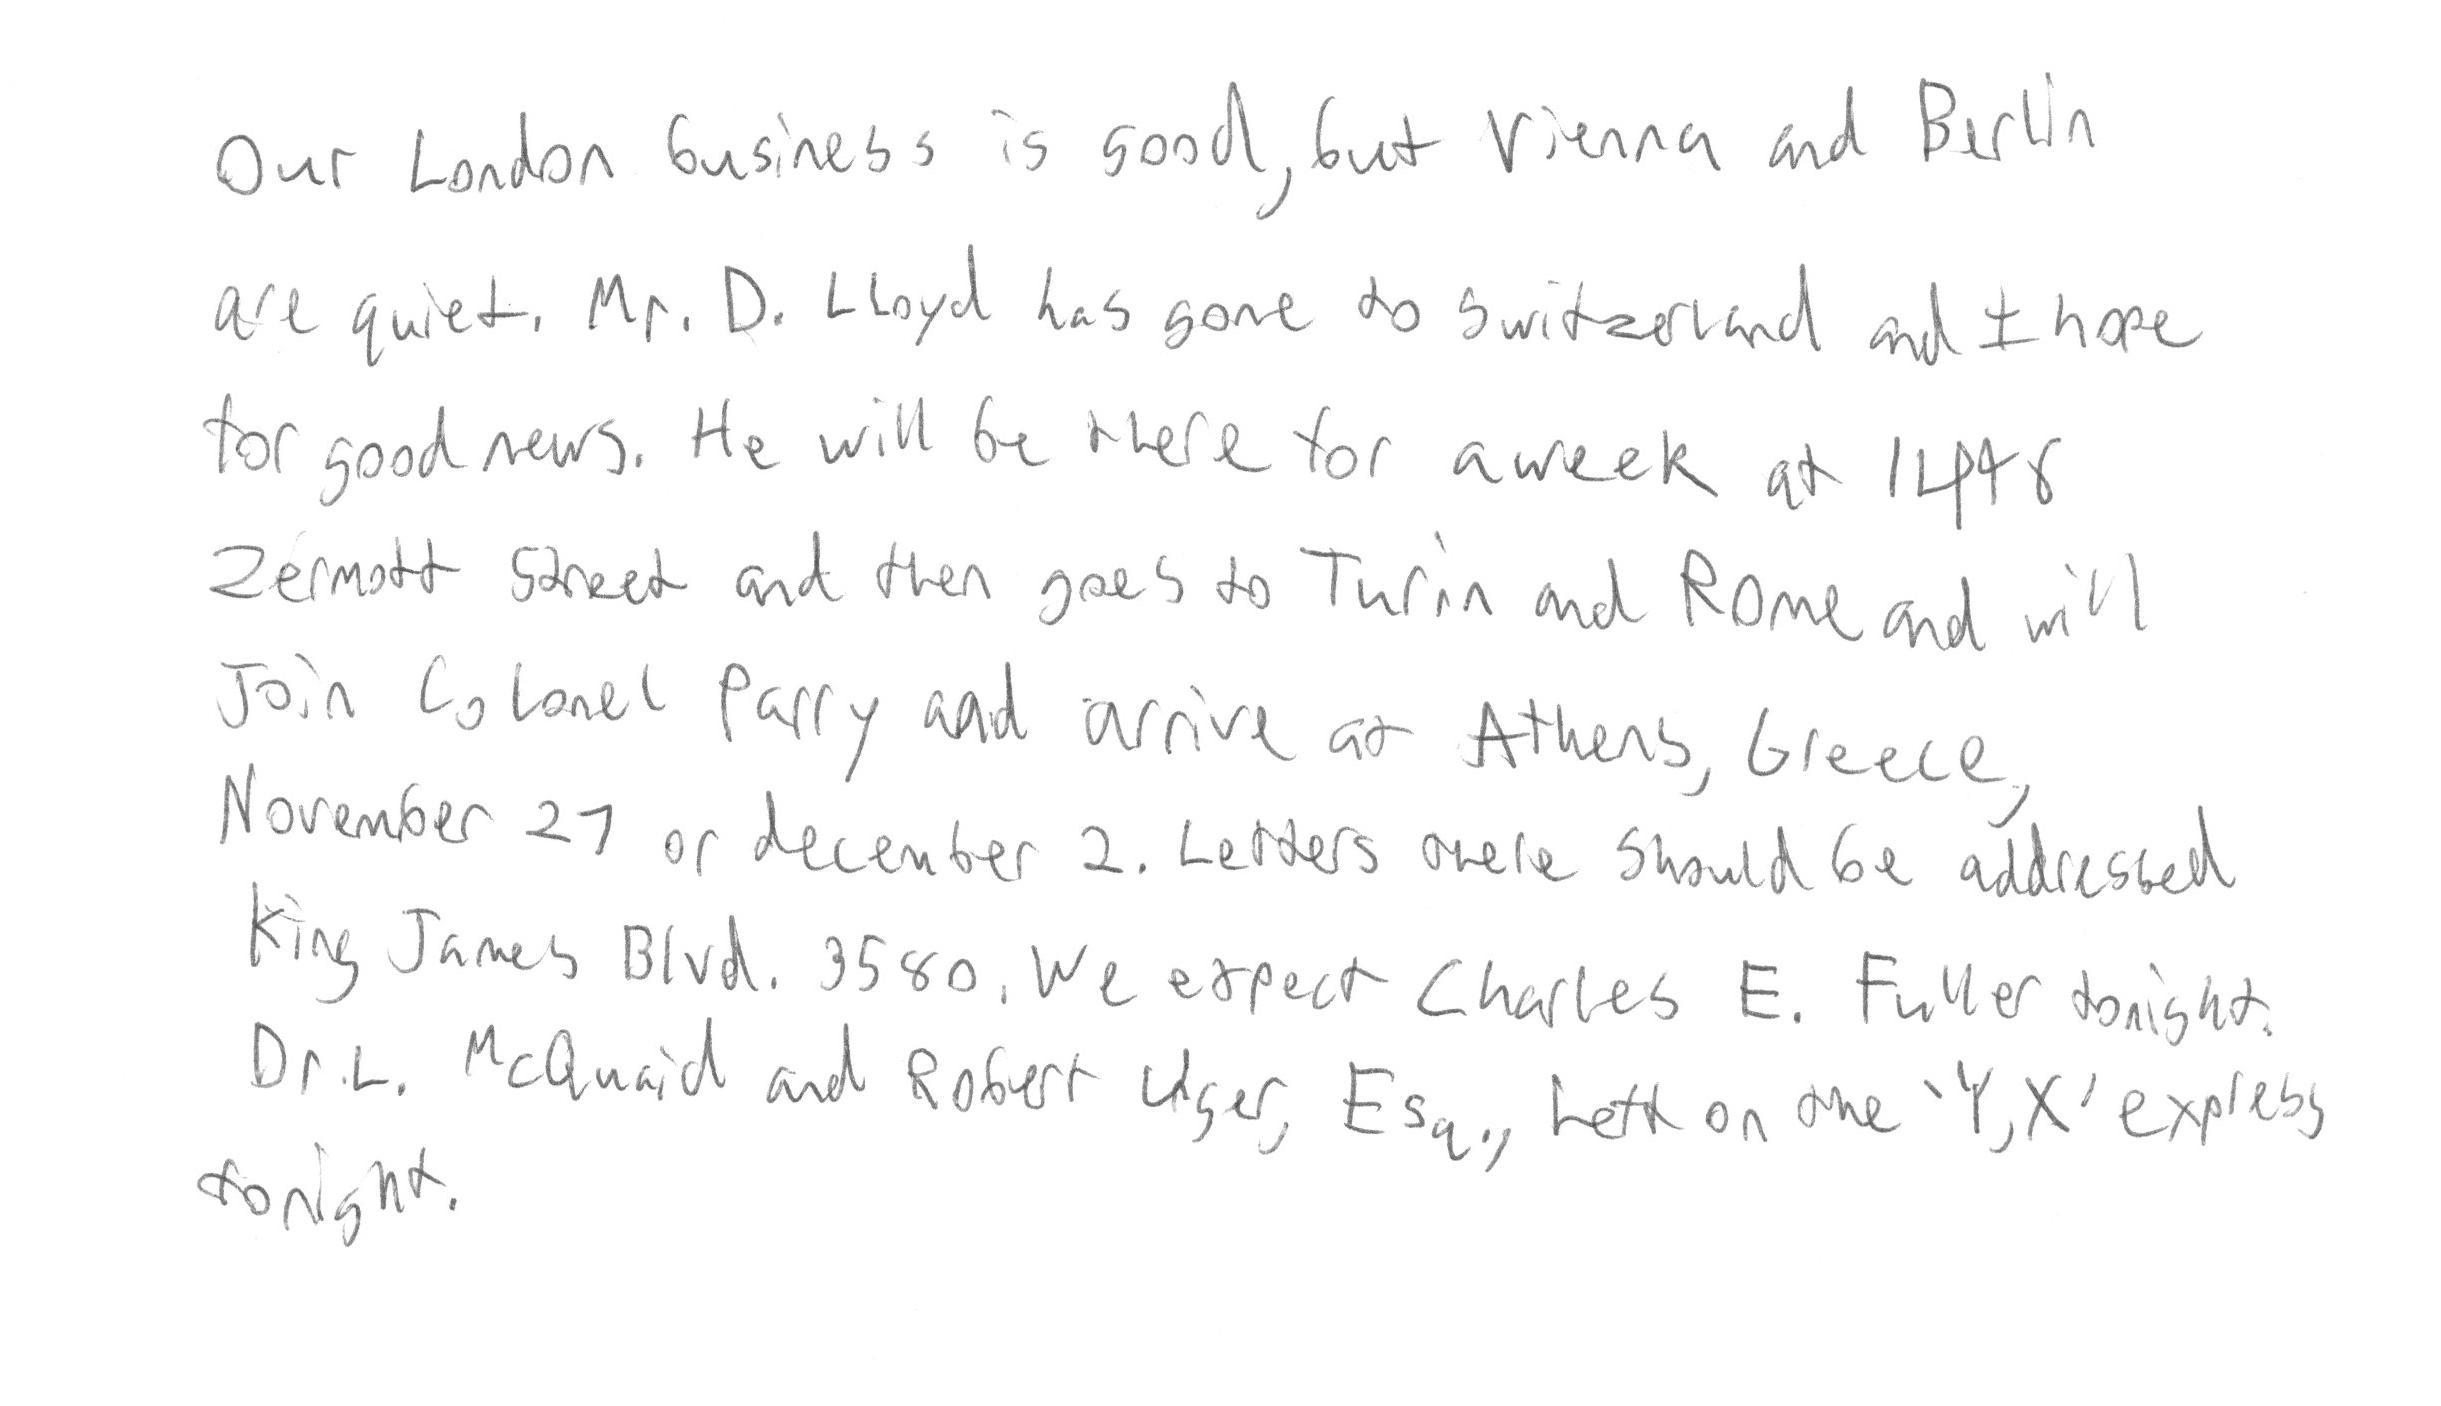 Our London business is good, but Vienna and Berlin
are quiet. Mr. D. Lloyd has gone to Switzerland and I hope
for good news. He will be there for a week at 1448
Zermott Street and then goes to Turin and Rome and will
Join Colonel Parry and arrive at Athens, Greece,
November 27 or december 2. Letters there should be addressed
King James Blvd. 3580. We expect Charles E. Fuller tonight.
Dr. L. McQuaid and Robert Unger, Esq., Left on the 'Y,X' express
tonight.